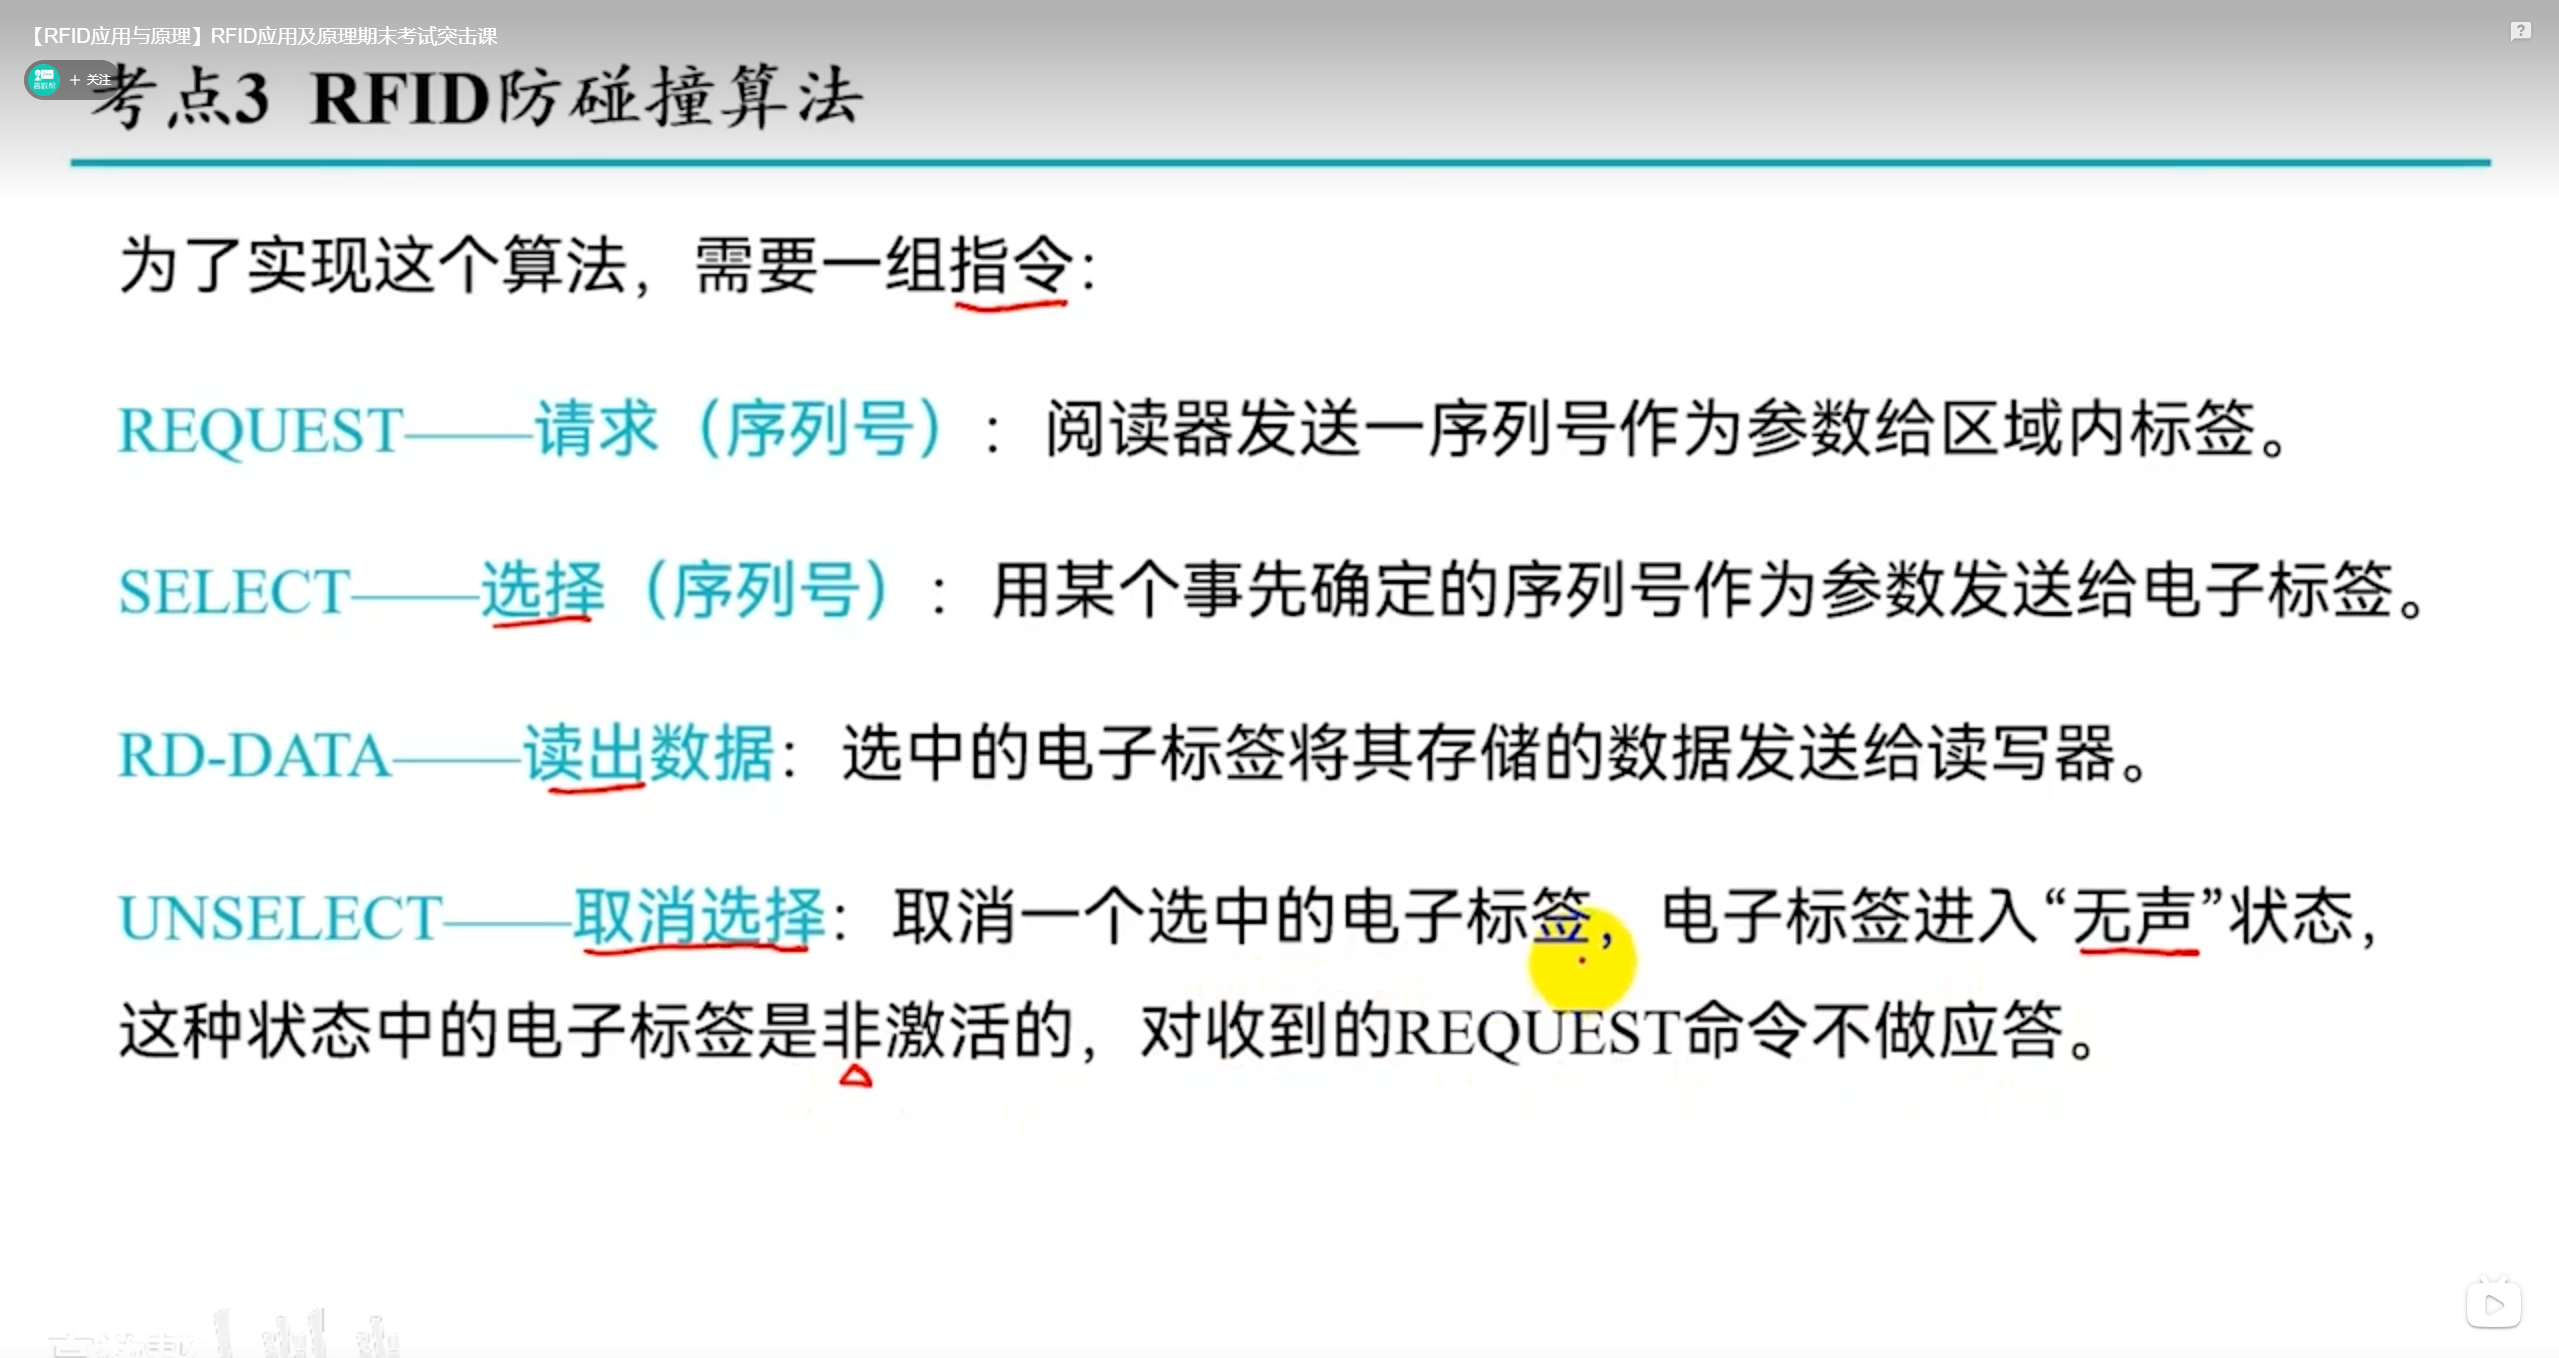 【RFID应用与原理】RFID应用及原理期末考试突击课
+ 关注
考点3 RFID防碰撞算法
为了实现这个算法，需要一组指令：
REQUEST——请求（序列号）：阅读器发送一序列号作为参数给区域内标签。
SELECT——选择（序列号）：用某个事先确定的序列号作为参数发送给电子标签。
RD-DATA——读出数据：选中的电子标签将其存储的数据发送给读写器。
UNSELECT——取消选择：取消一个选中的电子标签，电子标签进入“无声”状态，
这种状态中的电子标签是非激活的，对收到的REQUEST命令不做应答。